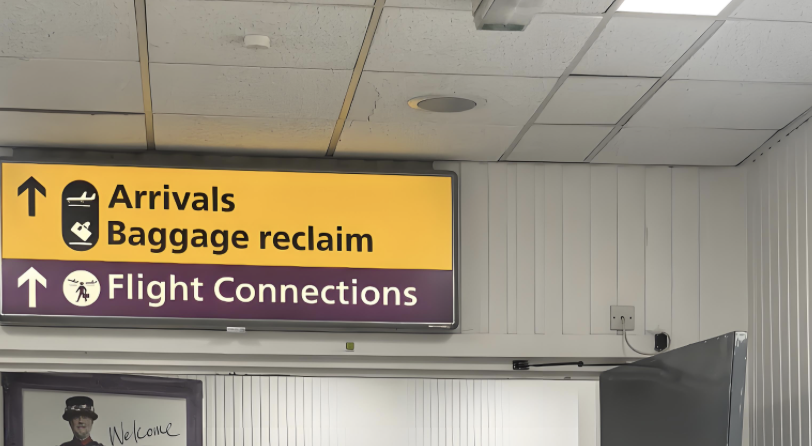 Arrivals
Baggage reclaim
Flight Connections
Welcome